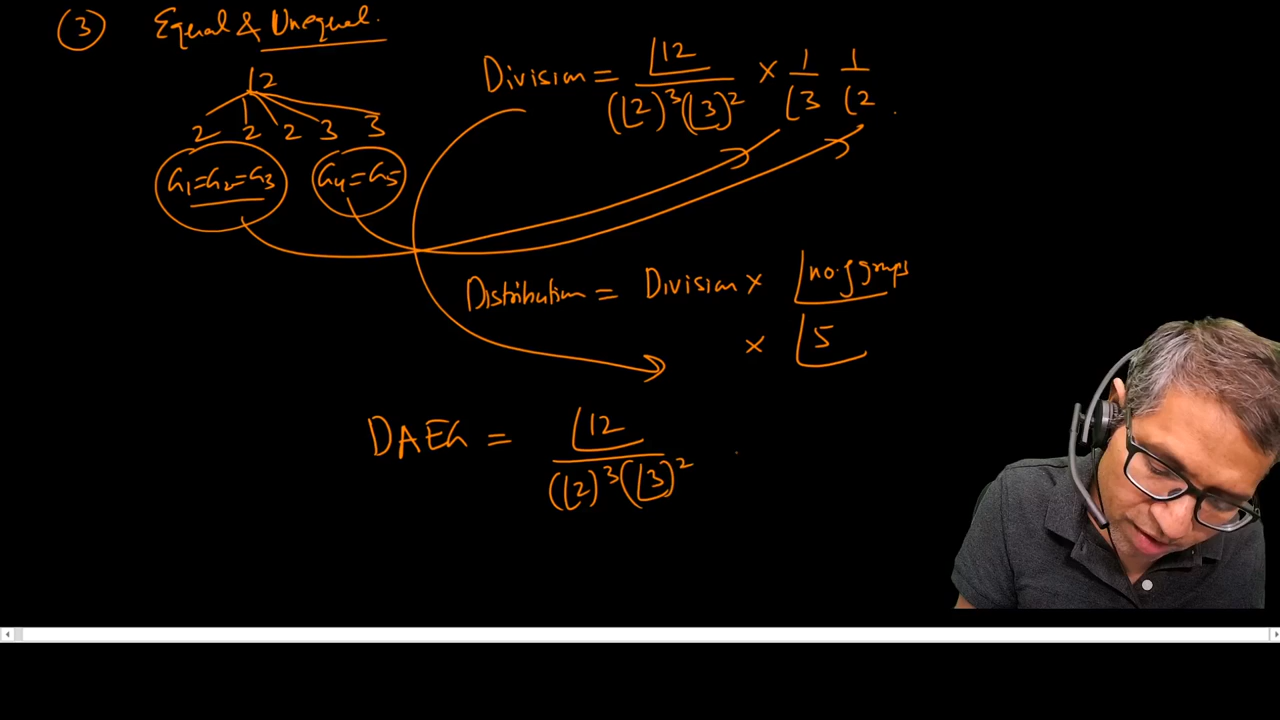 ③ Equal & Unequal.
12
2 2 2 3 3
G₁=G₂=G₃ G₄=G₅
Division = ⌊12 / (⌊2)³(⌊3)² × 1/⌊3 1/⌊2
Distribution = Division × ⌊no. of groups
× ⌊5
DAEG = ⌊12 / (⌊2)³(⌊3)²